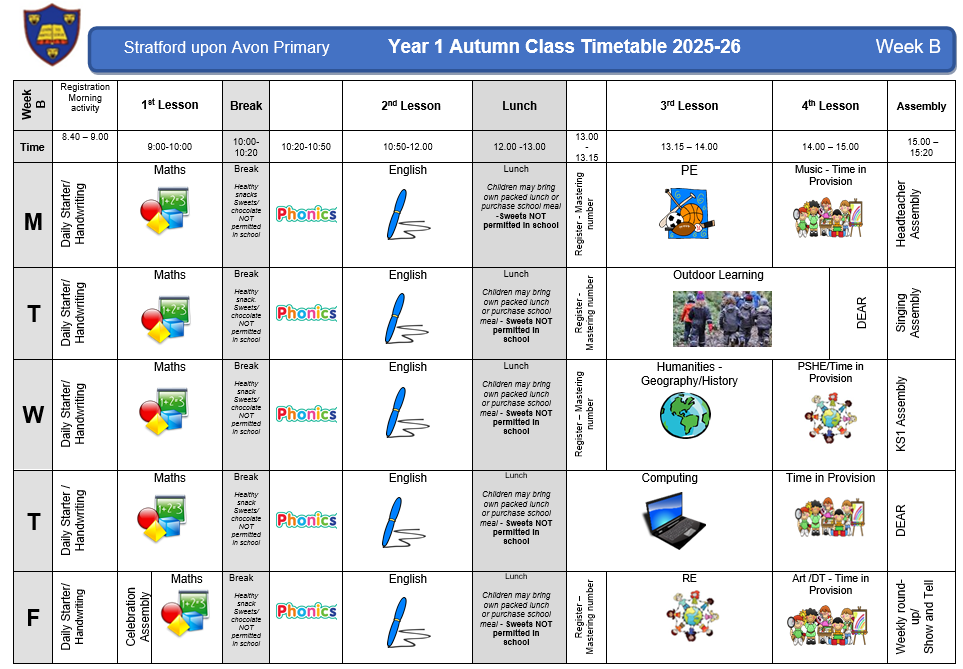 Stratford upon Avon Primary Year 1 Autumn Class Timetable 2025-26 Week B
Week B
Registration
Morning
activity
1st Lesson
Break
2nd Lesson
Lunch
3rd Lesson
4th Lesson
Assembly
Time
8.40 – 9.00
9:00-10:00
10:00-
10:20
10:20-10:50
10:50-12.00
12.00 -13.00
13.00
-
13.15
13.15 – 14.00
14.00 – 15.00
15.00 –
15:20
M
Daily Starter/
Handwriting
Maths
Break
Healthy
snacks
Sweets/
chocolate
NOT
permitted
in school
Phonics
English
Lunch
Children may bring
own packed lunch or
purchase school meal
-Sweets NOT
permitted in school
Register - Mastering
number
PE
Music - Time in
Provision
Headteacher
Assembly
T
Daily Starter/
Handwriting
Maths
Break
Healthy
snack.
Sweets/
chocolate
NOT
permitted
in school
Phonics
English
Lunch
Children may bring
own packed lunch
or purchase school
meal - Sweets NOT
permitted in
school
Register -
Mastering number
Outdoor Learning
DEAR
Singing
Assembly
W
Daily Starter/
Handwriting
Maths
Break
Healthy
snack
Sweets/
chocolate
NOT
permitted
in school
Phonics
English
Lunch
Children may bring
own packed lunch
or purchase school
meal - Sweets NOT
permitted in
school
Register – Mastering
number
Humanities -
Geography/History
PSHE/Time in
Provision
KS1 Assembly
T
Daily Starter /
Handwriting
Maths
Break
Healthy
snack
Sweets/
chocolate
NOT
permitted
in school
Phonics
English
Lunch
Children may bring
own packed lunch
or purchase school
meal - Sweets NOT
permitted in
school
Computing
Time in Provision
DEAR
F
Daily Starter/
Handwriting
Celebration
Assembly
Maths
Break
Healthy
snack
Sweets/
chocolate
NOT
permitted
in school
Phonics
English
Lunch
Children may bring
own packed lunch
or purchase school
meal - Sweets NOT
permitted in
school
Register –
Mastering number
RE
Art /DT - Time in
Provision
Weekly round-
up/
Show and Tell